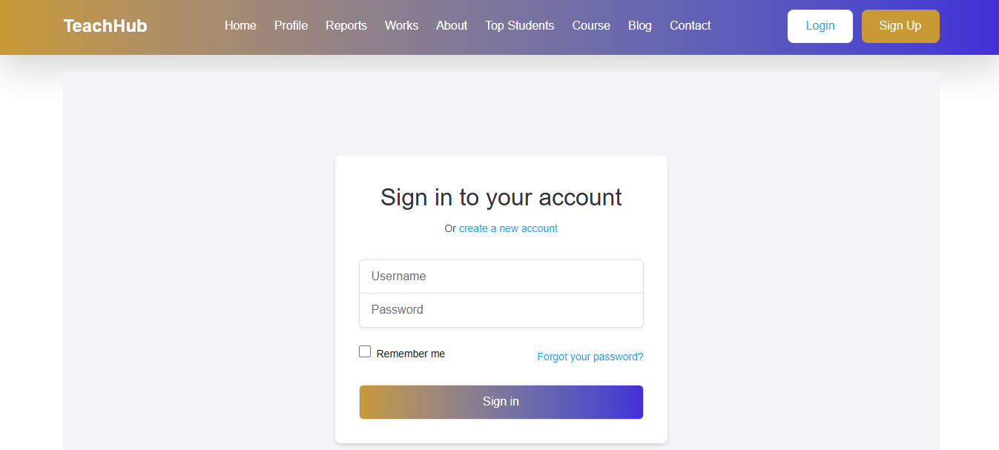 TeachHub Home Profile Reports Works About Top Students Course Blog Contact Login Sign Up
Sign in to your account
Or create a new account
Username
Password
Remember me Forgot your password?
Sign in